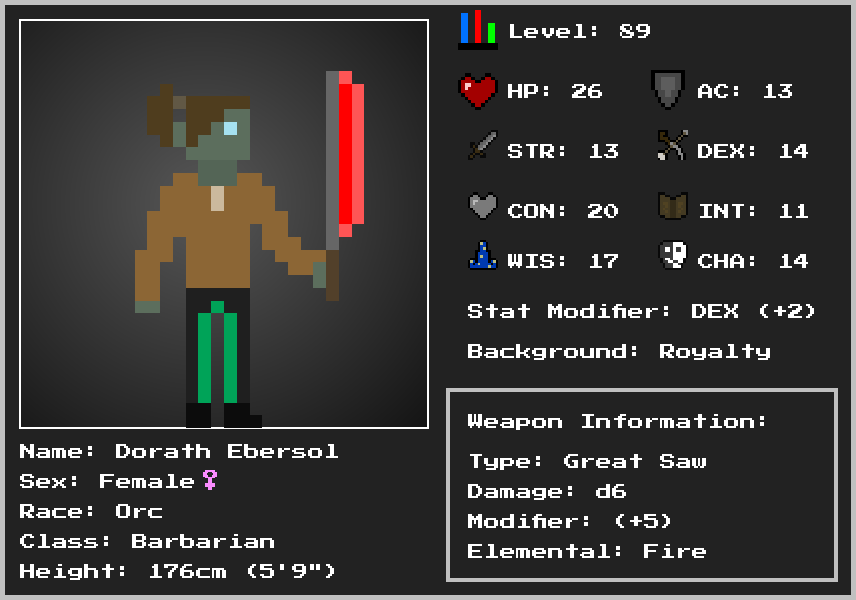 Level: 89
HP: 26
AC: 13
STR: 13
DEX: 14
CON: 20
INT: 11
WIS: 17
CHA: 14
Stat Modifier: DEX (+2)
Background: Royalty
Name: Dorath Ebersol
Sex: Female♀
Race: Orc
Class: Barbarian
Height: 176cm (5'9")
Weapon Information:
Type: Great Saw
Damage: d6
Modifier: (+5)
Elemental: Fire